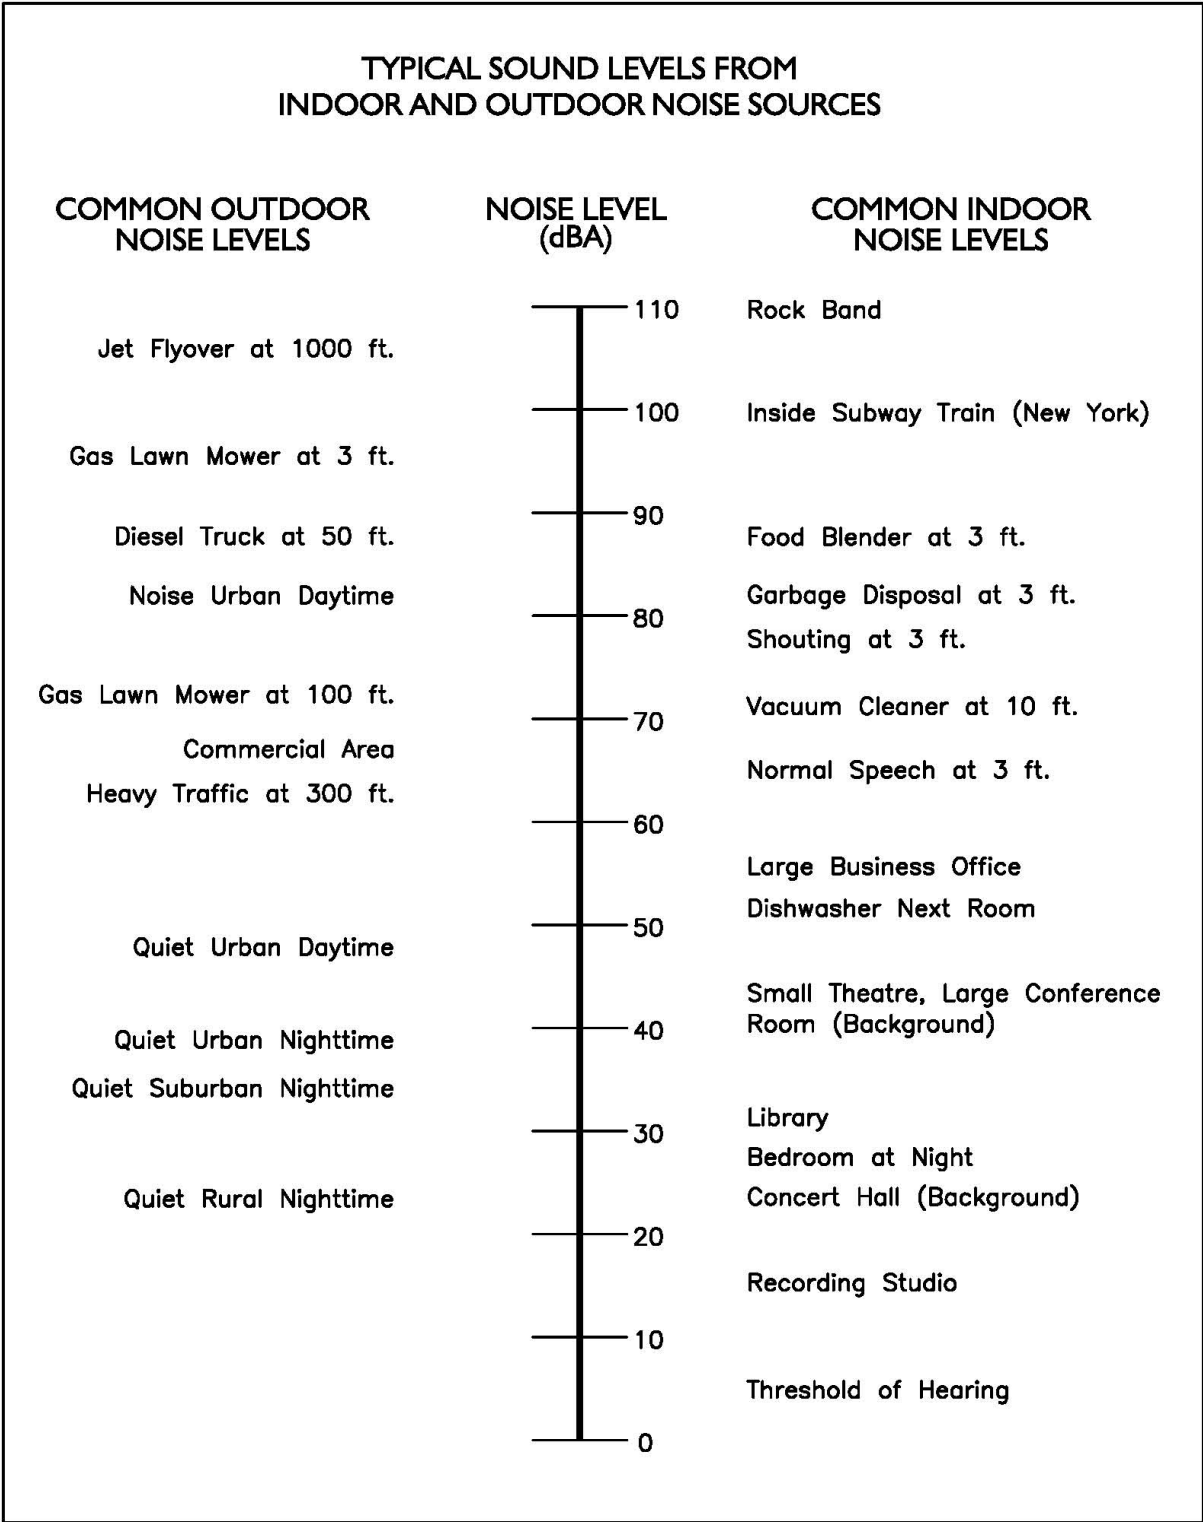 TYPICAL SOUND LEVELS FROM
INDOOR AND OUTDOOR NOISE SOURCES
COMMON OUTDOOR
NOISE LEVELS
NOISE LEVEL
(dBA)
COMMON INDOOR
NOISE LEVELS
110
Rock Band
Jet Flyover at 1000 ft.
100
Inside Subway Train (New York)
Gas Lawn Mower at 3 ft.
90
Diesel Truck at 50 ft.
Food Blender at 3 ft.
Noise Urban Daytime
Garbage Disposal at 3 ft.
80
Shouting at 3 ft.
Gas Lawn Mower at 100 ft.
Vacuum Cleaner at 10 ft.
70
Commercial Area
Normal Speech at 3 ft.
Heavy Traffic at 300 ft.
60
Large Business Office
Dishwasher Next Room
50
Quiet Urban Daytime
Small Theatre, Large Conference
Room (Background)
40
Quiet Urban Nighttime
Quiet Suburban Nighttime
Library
30
Bedroom at Night
Quiet Rural Nighttime
Concert Hall (Background)
20
Recording Studio
10
Threshold of Hearing
0